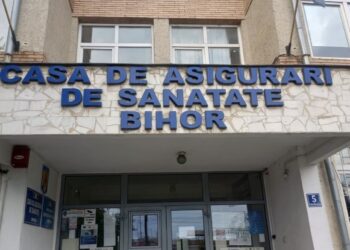 CASA DE ASIGURARI
DE SANATATE
BIHOR
5